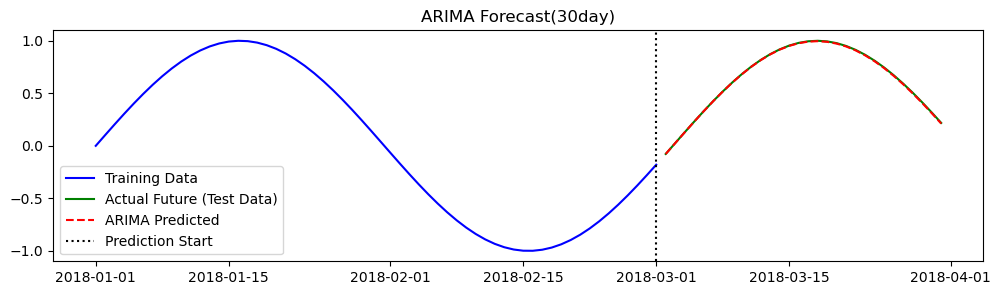 ARIMA Forecast(30day)
1.0
0.5
0.0
−0.5
−1.0
Training Data
Actual Future (Test Data)
ARIMA Predicted
Prediction Start
2018-01-01 2018-01-15 2018-02-01 2018-02-15 2018-03-01 2018-03-15 2018-04-01